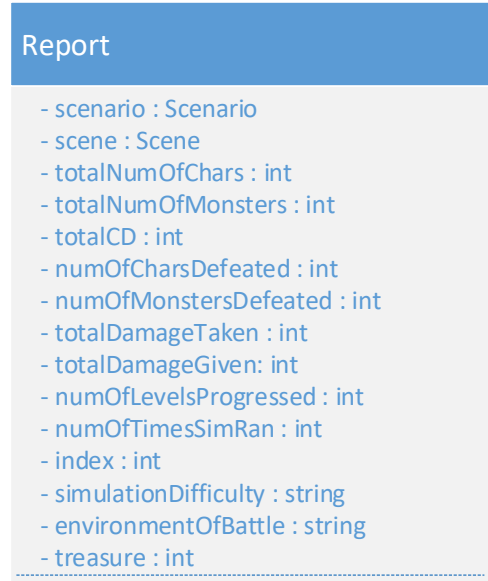 Report
- scenario : Scenario
- scene : Scene
- totalNumOfChars : int
- totalNumOfMonsters : int
- totalCD : int
- numOfCharsDefeated : int
- numOfMonstersDefeated : int
- totalDamageTaken : int
- totalDamageGiven: int
- numOfLevelsProgressed : int
- numOfTimesSimRan : int
- index : int
- simulationDifficulty : string
- environmentOfBattle : string
- treasure : int